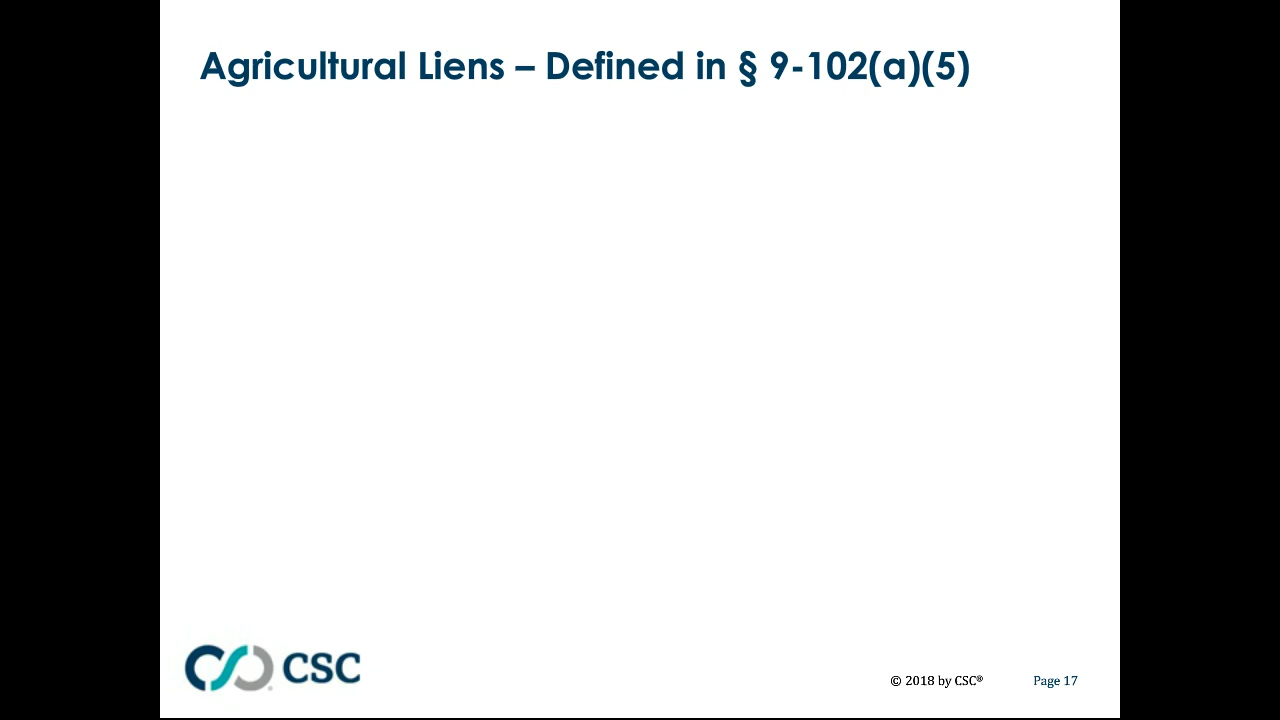 Agricultural Liens – Defined in § 9-102(a)(5)
CSC
© 2018 by CSC®
Page 17